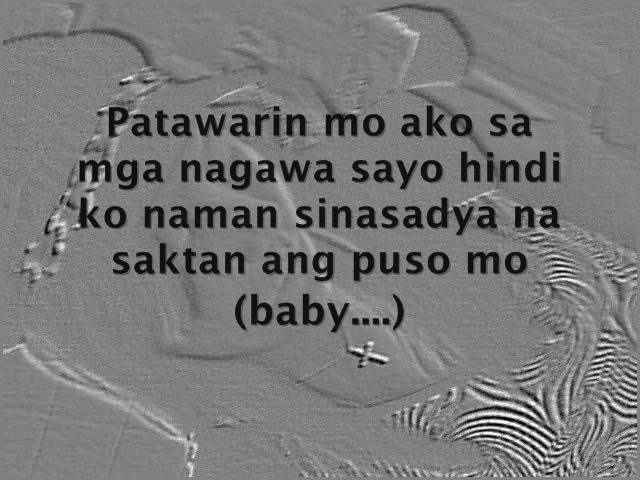 Patawarin mo ako sa
mga nagawa sayo hindi
ko naman sinasadya na
saktan ang puso mo
(baby....)